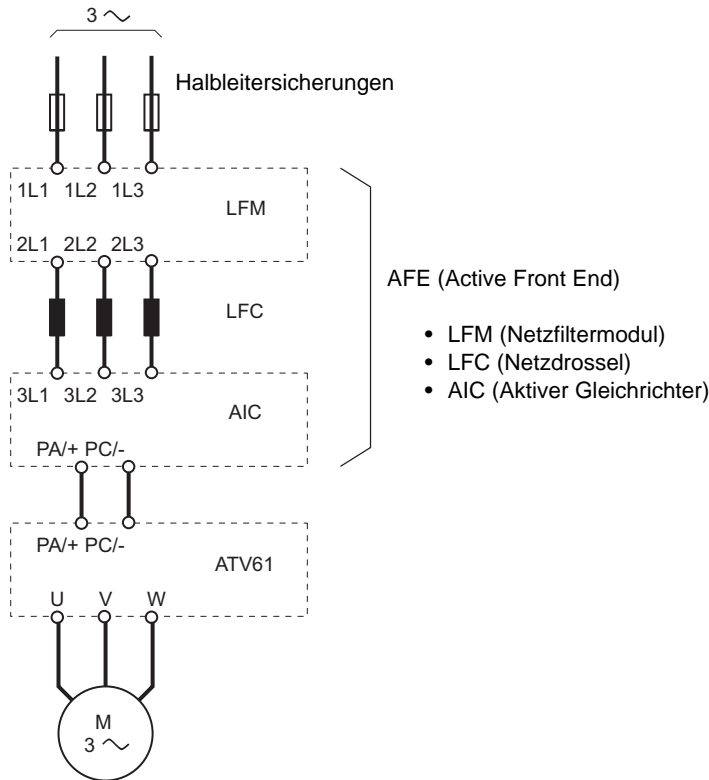 3 ∼
Halbleitersicherungen
1L1 1L2 1L3
LFM
2L1 2L2 2L3
LFC
AFE (Active Front End)
• LFM (Netzfiltermodul)
• LFC (Netzdrossel)
• AIC (Aktiver Gleichrichter)
3L1 3L2 3L3
AIC
PA/+ PC/-
PA/+ PC/-
ATV61
U V W
M
3 ∼